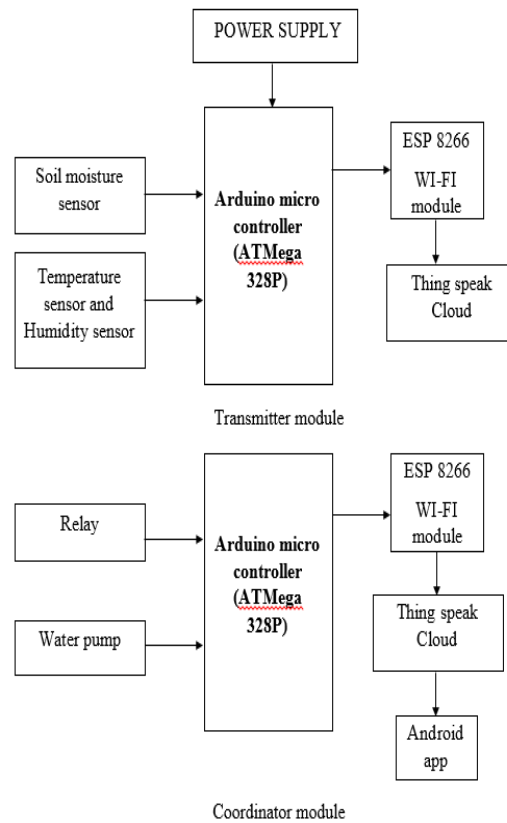 POWER SUPPLY
Soil moisture
sensor
Temperature
sensor and
Humidity sensor
Arduino micro
controller
(ATMega
328P)
ESP 8266
WI-FI
module
Thing speak
Cloud
Transmitter module
Relay
Water pump
Arduino micro
controller
(ATMega
328P)
ESP 8266
WI-FI
module
Thing speak
Cloud
Android
app
Coordinator module